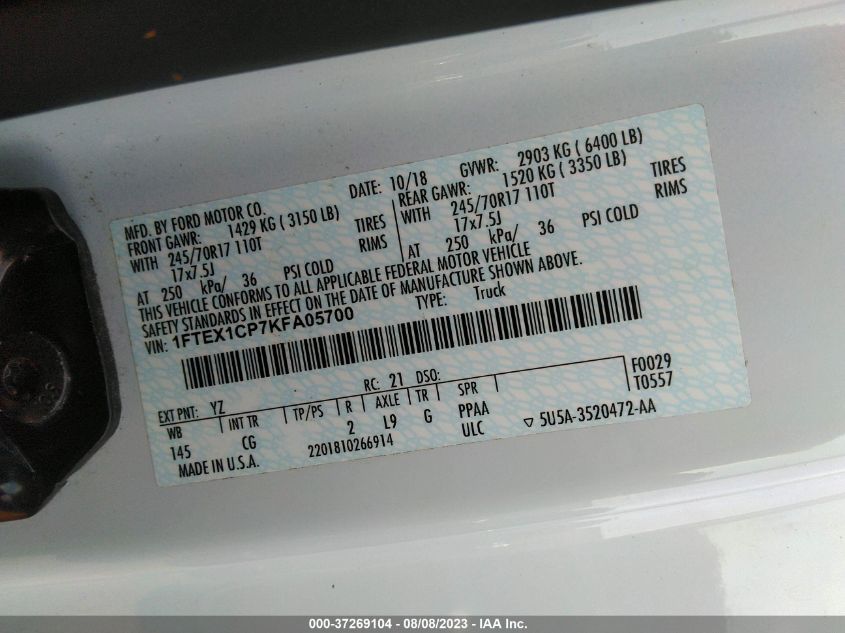 MFD. BY FORD MOTOR CO.
DATE: 10/18 GVWR: 2903 KG ( 6400 LB)
FRONT GAWR: 1429 KG ( 3150 LB) REAR GAWR: 1520 KG ( 3350 LB)
WITH 245/70R17 110T TIRES WITH 245/70R17 110T TIRES
17x7.5J RIMS 17x7.5J RIMS
AT 250 kPa/ 36 PSI COLD AT 250 kPa/ 36 PSI COLD
THIS VEHICLE CONFORMS TO ALL APPLICABLE FEDERAL MOTOR VEHICLE
SAFETY STANDARDS IN EFFECT ON THE DATE OF MANUFACTURE SHOWN ABOVE.
VIN: 1FTEX1CP7KFA05700 TYPE: Truck
F0029
T0557
EXT PNT: YZ RC: 21 DSO:
WB INT TR TP/PS R AXLE TR SPR
145 CG 2 L9 G PPAA
ULC
MADE IN U.S.A. 2201810266914 ▽ 5U5A-3520472-AA
000-37269104 - 08/08/2023 - IAA Inc.